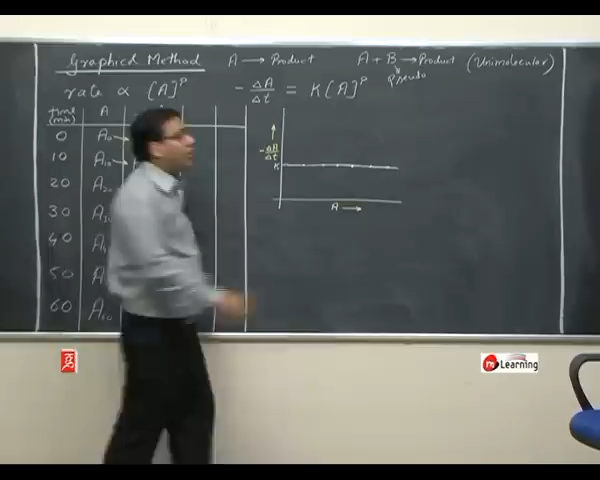 Graphical Method A → Product A + B → Product (Unimolecular)
pseudo
rate ∝ [A]^P - ΔA/Δt = K[A]^P
time (min) A
0 A₀
10 A₁₀
20 A₂₀
30
40
50
60 A₆₀
- ΔA/Δt
K
A →
Learning